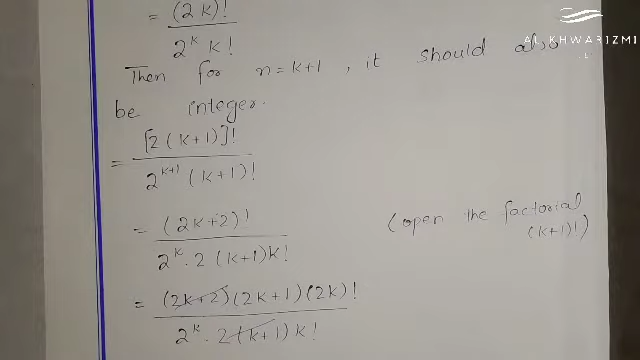 = (2k)! / 2^k k!
AL KHWARIZMI
Then for n=k+1, it should also
be integer.
= [2(k+1)]! / 2^{k+1} (k+1)!
= (2k+2)! / 2^k . 2 (k+1)k! (open the factorial
(k+1)!)
= (2k+2)(2k+1)(2k)! / 2^k . 2(k+1)k!